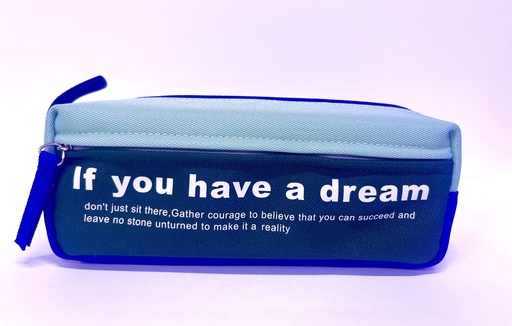 If you have a dream
don't just sit there,Gather courage to believe that you can succeed and
leave no stone unturned to make it a reality